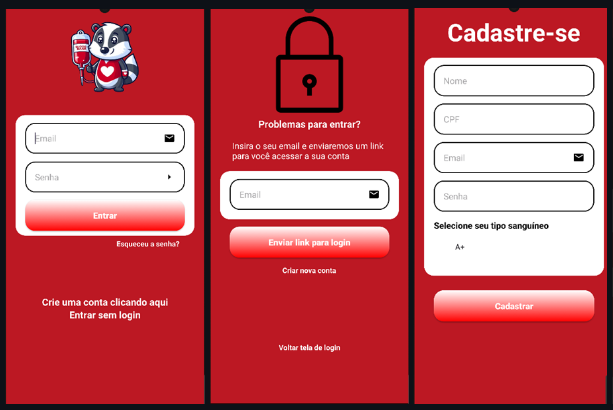 Email
Senha
Entrar
Esqueceu a senha?
Crie uma conta clicando aqui
Entrar sem login
Problemas para entrar?
Insira o seu email e enviaremos um link
para você acessar a sua conta
Email
Enviar link para login
Criar nova conta
Voltar tela de login
Cadastre-se
Nome
CPF
Email
Senha
Selecione seu tipo sanguíneo
A+
Cadastrar